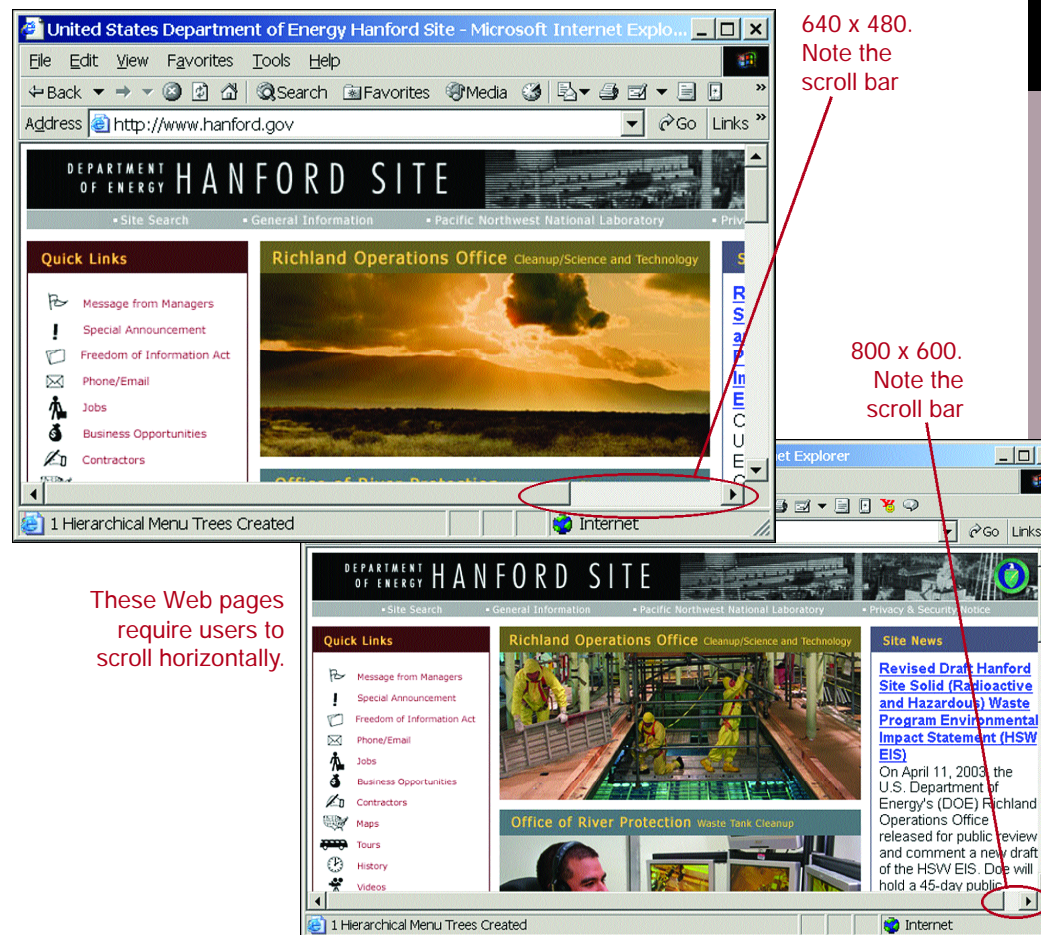 640 x 480.
Note the
scroll bar
United States Department of Energy Hanford Site - Microsoft Internet Explo...
File Edit View Favorites Tools Help
Back Search Favorites Media »
Address http://www.hanford.gov Go Links »
DEPARTMENT OF ENERGY HANFORD SITE
Site Search General Information Pacific Northwest National Laboratory Priv
Quick Links
Message from Managers
Special Announcement
Freedom of Information Act
Phone/Email
Jobs
Business Opportunities
Contractors
Richland Operations Office Cleanup/Science and Technology
Office of River Protection
S
R
S
a
P
In
E
C
U
E
1 Hierarchical Menu Trees Created Internet
800 x 600.
Note the
scroll bar
et Explorer
Go Links
These Web pages
require users to
scroll horizontally.
DEPARTMENT OF ENERGY HANFORD SITE
Site Search General Information Pacific Northwest National Laboratory Privacy & Security Notice
Quick Links
Message from Managers
Special Announcement
Freedom of Information Act
Phone/Email
Jobs
Business Opportunities
Contractors
Maps
Tours
History
Videos
Richland Operations Office Cleanup/Science and Technology
Office of River Protection Waste Tank Cleanup
Site News
Revised Draft Hanford
Site Solid (Radioactive
and Hazardous) Waste
Program Environmental
Impact Statement (HSW
EIS)
On April 11, 2003, the
U.S. Department of
Energy's (DOE) Richland
Operations Office
released for public review
and comment a new draft
of the HSW EIS. Doe will
hold a 45-day public
1 Hierarchical Menu Trees Created Internet